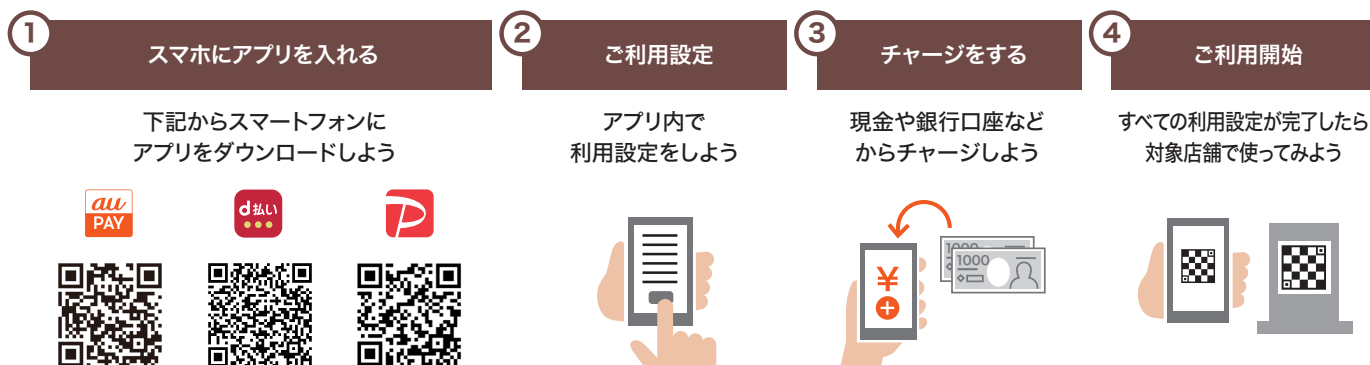 1
スマホにアプリを入れる
下記からスマートフォンに
アプリをダウンロードしよう
au
PAY
d払い
P
2
ご利用設定
アプリ内で
利用設定をしよう
3
チャージをする
現金や銀行口座など
からチャージしよう
1000
1000
¥
+
4
ご利用開始
すべての利用設定が完了したら
対象店舗で使ってみよう